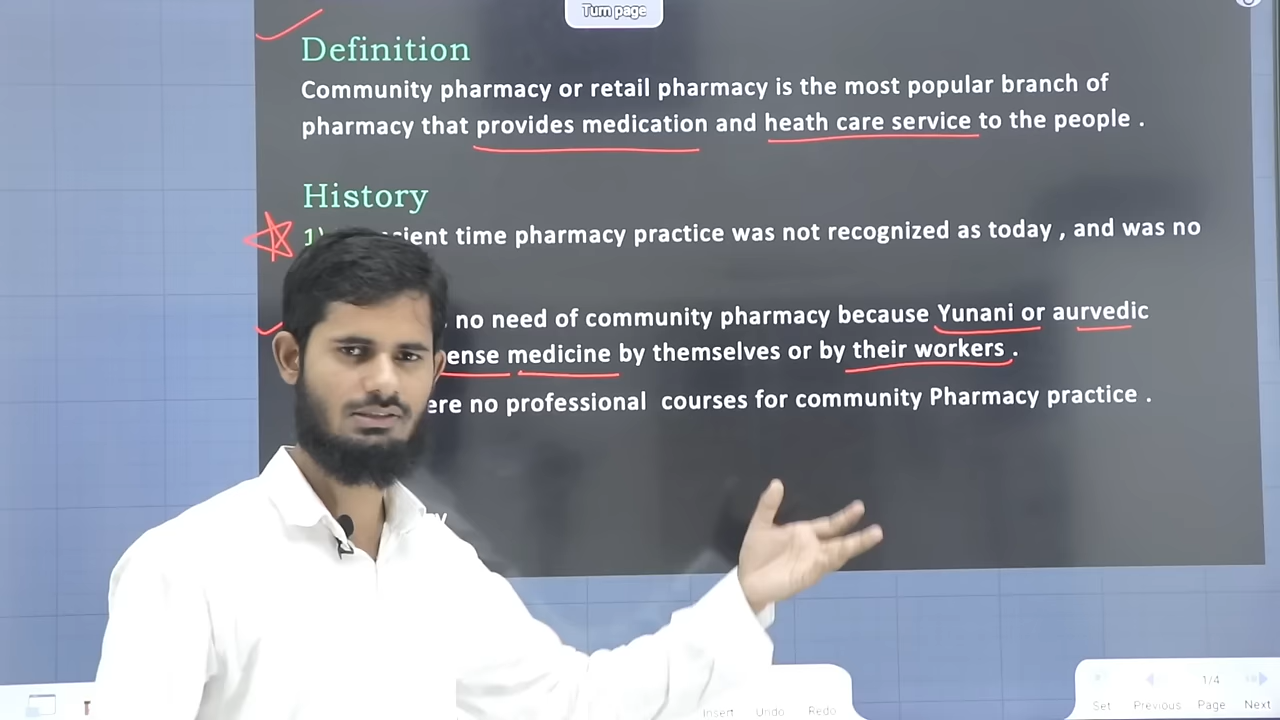 Turn page
Definition
Community pharmacy or retail pharmacy is the most popular branch of
pharmacy that provides medication and heath care service to the people .
History
1) time pharmacy practice was not recognized as today , and was no
no need of community pharmacy because Yunani or aurvedic
medicine by themselves or by their workers .
no professional courses for community Pharmacy practice .
1/4
Insert Undo Redo
Set Previous Page Next